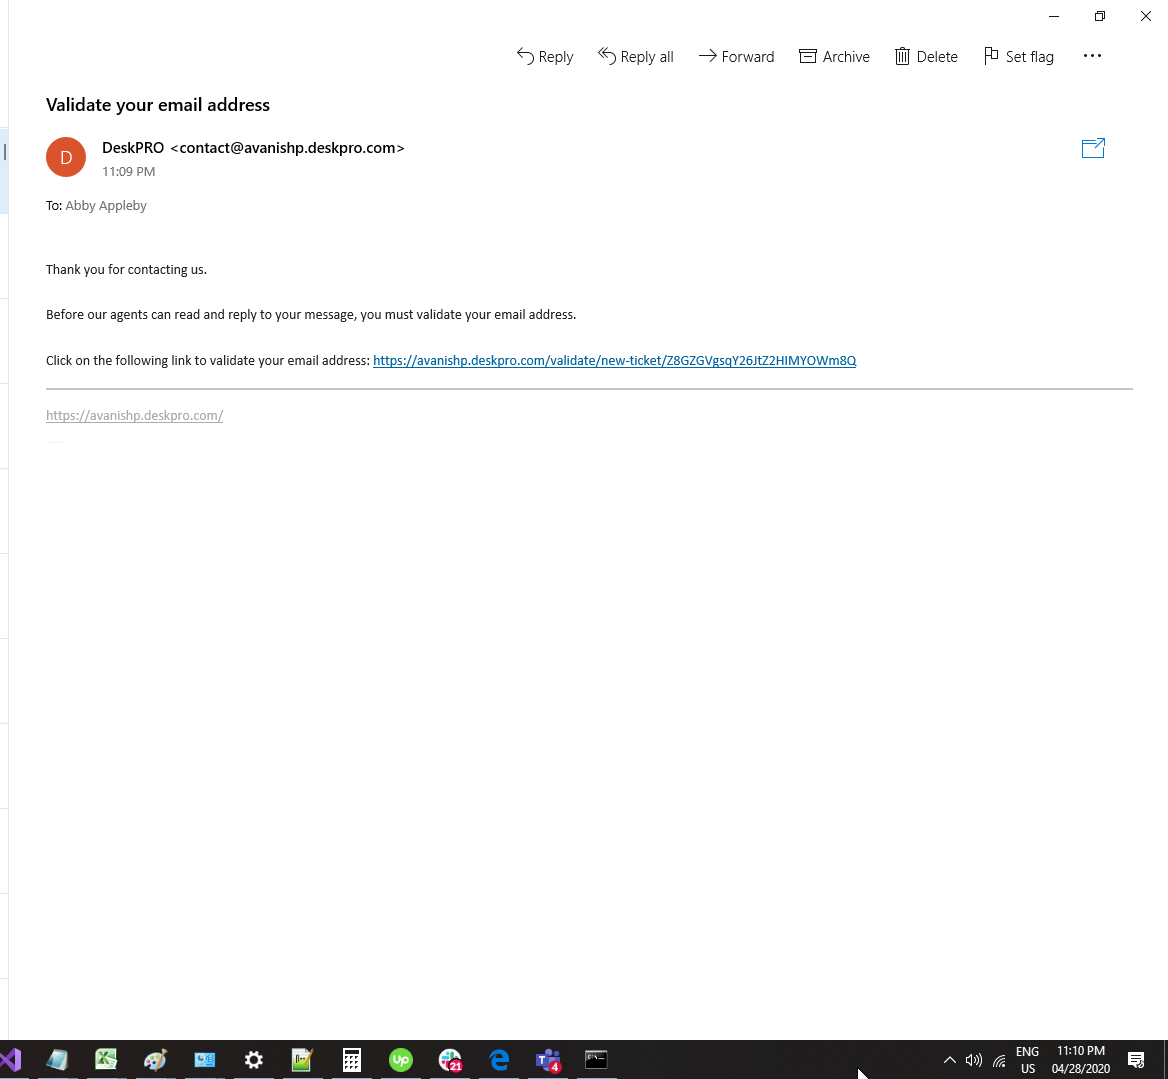 Reply
Reply all
Forward
Archive
Delete
Set flag
Validate your email address
D
DeskPRO <contact@avanishp.deskpro.com>
11:09 PM
To: Abby Appleby
Thank you for contacting us.
Before our agents can read and reply to your message, you must validate your email address.
Click on the following link to validate your email address: https://avanishp.deskpro.com/validate/new-ticket/Z8GZGVgsqY26JtZ2HIMYOWm8Q
https://avanishp.deskpro.com/
up
21
T
4
ENG
US
11:10 PM
04/28/2020